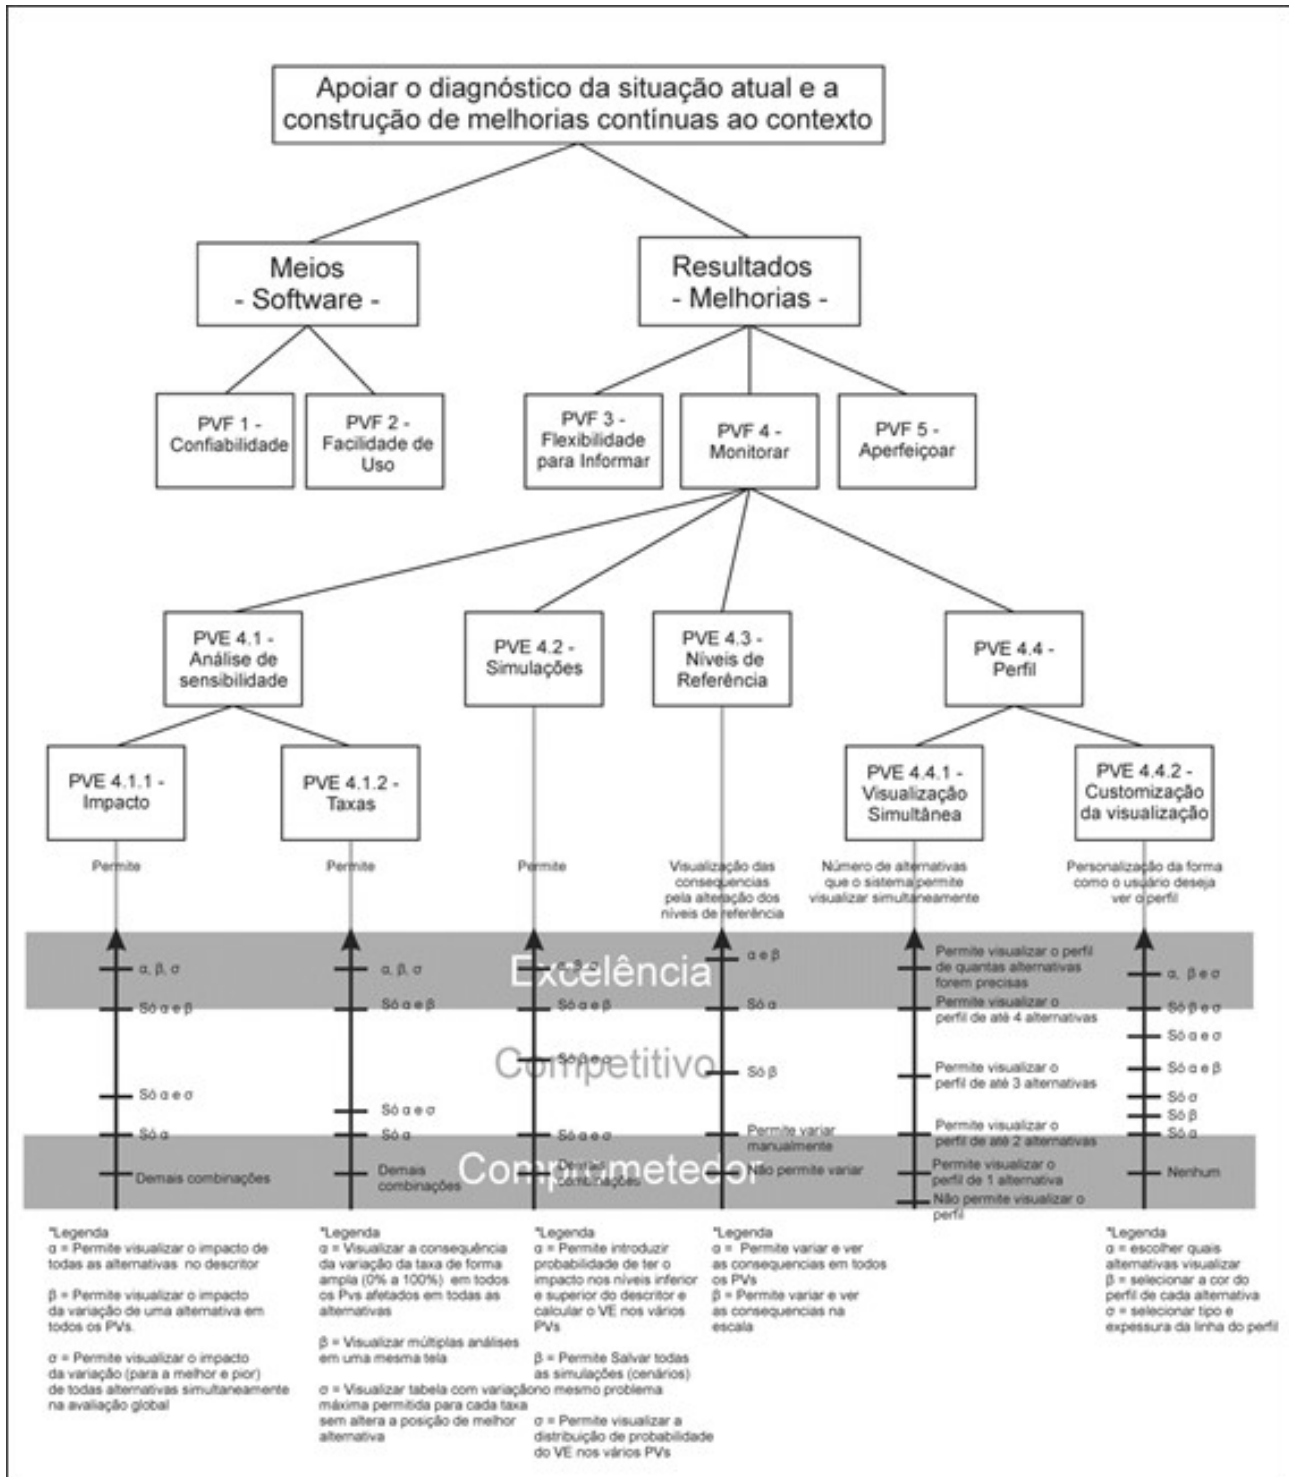 Apoiar o diagnóstico da situação atual e a
construção de melhorias contínuas ao contexto
Meios
- Software -
Resultados
- Melhorias -
PVF 1 -
Confiabilidade
PVF 2 -
Facilidade de
Uso
PVF 3 -
Flexibilidade
para Informar
PVF 4 -
Monitorar
PVF 5 -
Aperfeiçoar
PVE 4.1 -
Análise de
sensibilidade
PVE 4.2 -
Simulações
PVE 4.3 -
Níveis de
Referência
PVE 4.4 -
Perfil
PVE 4.1.1 -
Impacto
PVE 4.1.2 -
Taxas
PVE 4.4.1 -
Visualização
Simultânea
PVE 4.4.2 -
Customização
da visualização
Permite
Permite
Permite
Visualização das
consequencias
pela alteração dos
níveis de referência
Número de alternativas
que o sistema permite
visualizar simultaneamente
Personalização da forma
como o usuário deseja
ver o perfil
Excelência
Competitivo
Comprometedor
α, β, σ
Só α e β
Só α e σ
Só α
Demais combinações
α, β, σ
Só α e β
Só α e σ
Só α
Demais
combinações
α, β, σ
Só α e β
Só β e σ
Só α e σ
Demais
combinações
α e β
Só α
Só β
Permite variar
manualmente
Não permite variar
Permite visualizar o perfil
de quantas alternativas
forem precisas
Permite visualizar o
perfil de até 4 alternativas
Permite visualizar o
perfil de até 3 alternativas
Permite visualizar o
perfil de até 2 alternativas
Permite visualizar o
perfil de 1 alternativa
Não permite visualizar o
perfil
α, β e σ
Só β e σ
Só α e σ
Só α e β
Só σ
Só β
Só α
Nenhum
*Legenda
α = Permite visualizar o impacto de
todas as alternativas no descritor
β = Permite visualizar o impacto
da variação de uma alternativa em
todos os PVs.
σ = Permite visualizar o impacto
da variação (para a melhor e pior)
de todas alternativas simultaneamente
na avaliação global
*Legenda
α = Visualizar a consequência
da variação da taxa de forma
ampla (0% a 100%) em todos
os Pvs afetados em todas as
alternativas
β = Visualizar múltiplas análises
em uma mesma tela
σ = Visualizar tabela com variação
máxima permitida para cada taxa
sem altera a posição de melhor
alternativa
*Legenda
α = Permite introduzir
probabilidade de ter o
impacto nos níveis inferior
e superior do descritor e
calcular o VE nos vários
PVs
β = Permite Salvar todas
as simulações (cenários)
no mesmo problema
σ = Permite visualizar a
distribuição de probabilidade
do VE nos vários PVs
*Legenda
α = Permite variar e ver
as consequencias em todos
os PVs
β = Permite variar e ver
as consequencias na
escala
*Legenda
α = escolher quais
alternativas visualizar
β = selecionar a cor do
perfil de cada alternativa
σ = selecionar tipo e
expessura da linha do perfil